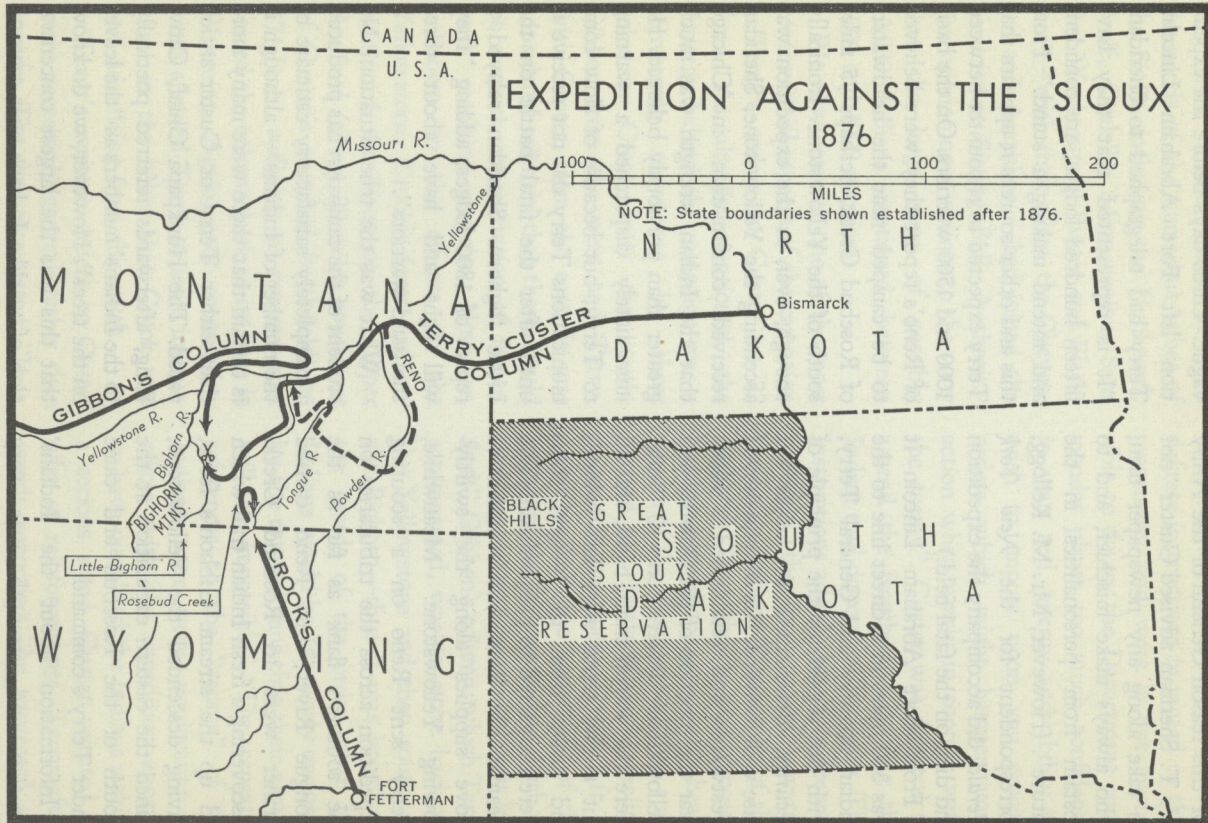 CANADA
U. S. A.
EXPEDITION AGAINST THE SIOUX
1876
100 0 100 200
MILES
NOTE: State boundaries shown established after 1876.
Missouri R.
Yellowstone
NORTH
MONTANA
Bismarck
TERRY-CUSTER
COLUMN
DAKOTA
GIBBON'S COLUMN
RENO
Yellowstone R.
Bighorn R.
Tongue R.
Powder R.
BIGHORN
MTNS.
BLACK
HILLS
GREAT
SOUTH
SIOUX
DAKOTA
RESERVATION
Little Bighorn R
Rosebud Creek
WYOMING
CROOK'S
COLUMN
FORT
FETTERMAN